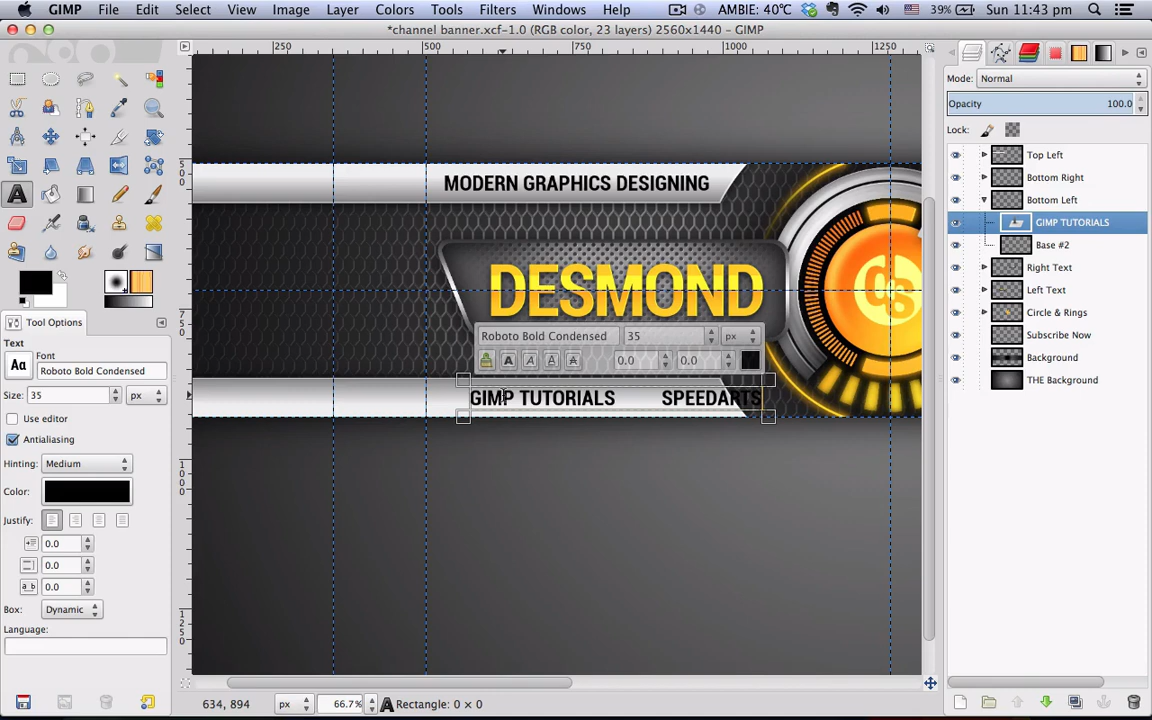 GIMP File Edit Select View Image Layer Colors Tools Filters Windows Help AMBIE: 40°C 39% Sun 11:43 pm
*channel banner.xcf-1.0 (RGB color, 23 layers) 2560x1440 – GIMP
250 500 750 1000 1250
Mode: Normal
Opacity 100.0
Lock:
Top Left
Bottom Right
Bottom Left
GIMP TUTORIALS
Base #2
Right Text
Left Text
Circle & Rings
Subscribe Now
Background
THE Background
500
750
1000
1250
MODERN GRAPHICS DESIGNING
DESMOND
Roboto Bold Condensed 35 px
0.0 0.0
GIMP TUTORIALS SPEEDARTS
Tool Options
Text
Font
Aa Roboto Bold Condensed
Size: 35 px
Use editor
Antialiasing
Hinting: Medium
Color:
Justify:
0.0
0.0
0.0
Box: Dynamic
Language:
634, 894 px 66.7% Rectangle: 0 × 0